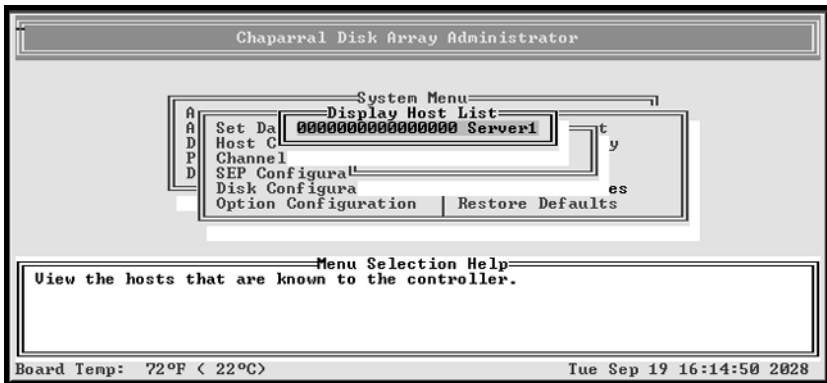 Chaparral Disk Array Administrator
System Menu
Display Host List
0000000000000000 Server1
A
A
D
P
D
Set Da t
Host C y
Channel
SEP Configura
Disk Configura es
Option Configuration | Restore Defaults
Menu Selection Help
View the hosts that are known to the controller.
Board Temp: 72°F ( 22°C) Tue Sep 19 16:14:50 2028